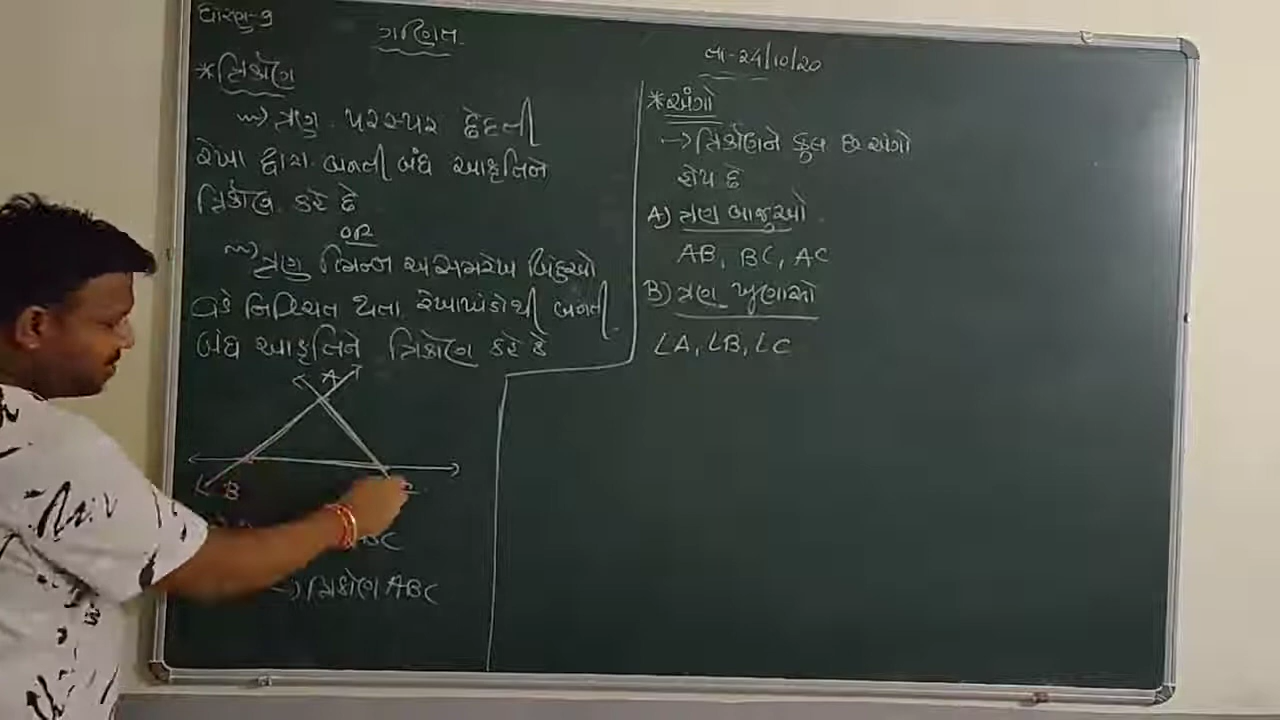 ધોરણ-૭
ગણિત
તા-૨૪/૧૦/૨૦
*ત્રિકોણ
ત્રણ પરસ્પર છેદતી
રેખા દ્વારા બનતી બંધ આકૃતિને
ત્રિકોણ કહે છે
OR
ત્રણ ભિન્ન અસમરેખ બિંદુઓ
વડે નિશ્ચિત થતા રેખાખંડોથી બનતી
બંધ આકૃતિને ત્રિકોણ કહે છે
A
B
BC
→ત્રિકોણ ABC
*અંગો
→ત્રિકોણને કુલ છ અંગો
હોય છે
A) ત્રણ બાજુઓ
AB, BC, AC
B) ત્રણ ખૂણાઓ
∠A, ∠B, ∠C